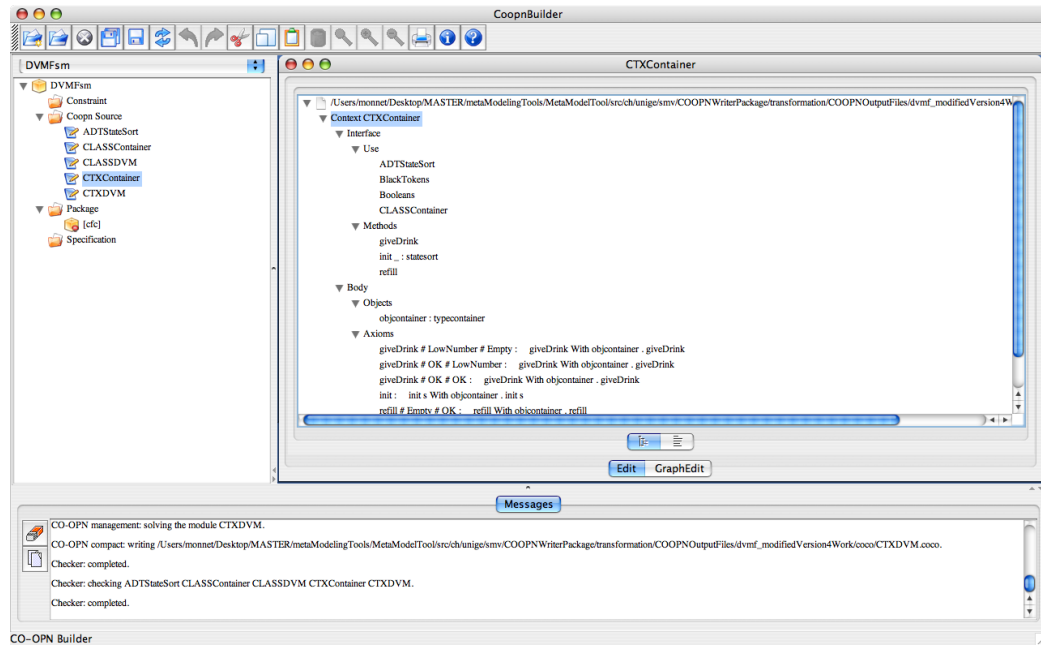 CoopnBuilder
DVMFsm
DVMFsm
Constraint
Coopn Source
ADTStateSort
CLASSContainer
CLASSDVM
CTXContainer
CTXDVM
Package
[cfc]
Specification
CTXContainer
/Users/monnet/Desktop/MASTER/metaModelingTools/MetaModelTool/src/ch/unige/smv/COOPNWriterPackage/transformation/COOPNOutputFiles/dvmf_modifiedVersion4W
Context CTXContainer
Interface
Use
ADTStateSort
BlackTokens
Booleans
CLASSContainer
Methods
giveDrink
init _ : statesort
refill
Body
Objects
objcontainer : typecontainer
Axioms
giveDrink # LowNumber # Empty : giveDrink With objcontainer . giveDrink
giveDrink # OK # LowNumber : giveDrink With objcontainer . giveDrink
giveDrink # OK # OK : giveDrink With objcontainer . giveDrink
init : init s With objcontainer . init s
refill # Empty # OK : refill With objcontainer . refill
Edit GraphEdit
Messages
CO-OPN management: solving the module CTXDVM.
CO-OPN compact: writing /Users/monnet/Desktop/MASTER/metaModelingTools/MetaModelTool/src/ch/unige/smv/COOPNWriterPackage/transformation/COOPNOutputFiles/dvmf_modifiedVersion4Work/coco/CTXDVM.coco.
Checker: completed.
Checker: checking ADTStateSort CLASSContainer CLASSDVM CTXContainer CTXDVM.
Checker: completed.
CO-OPN Builder